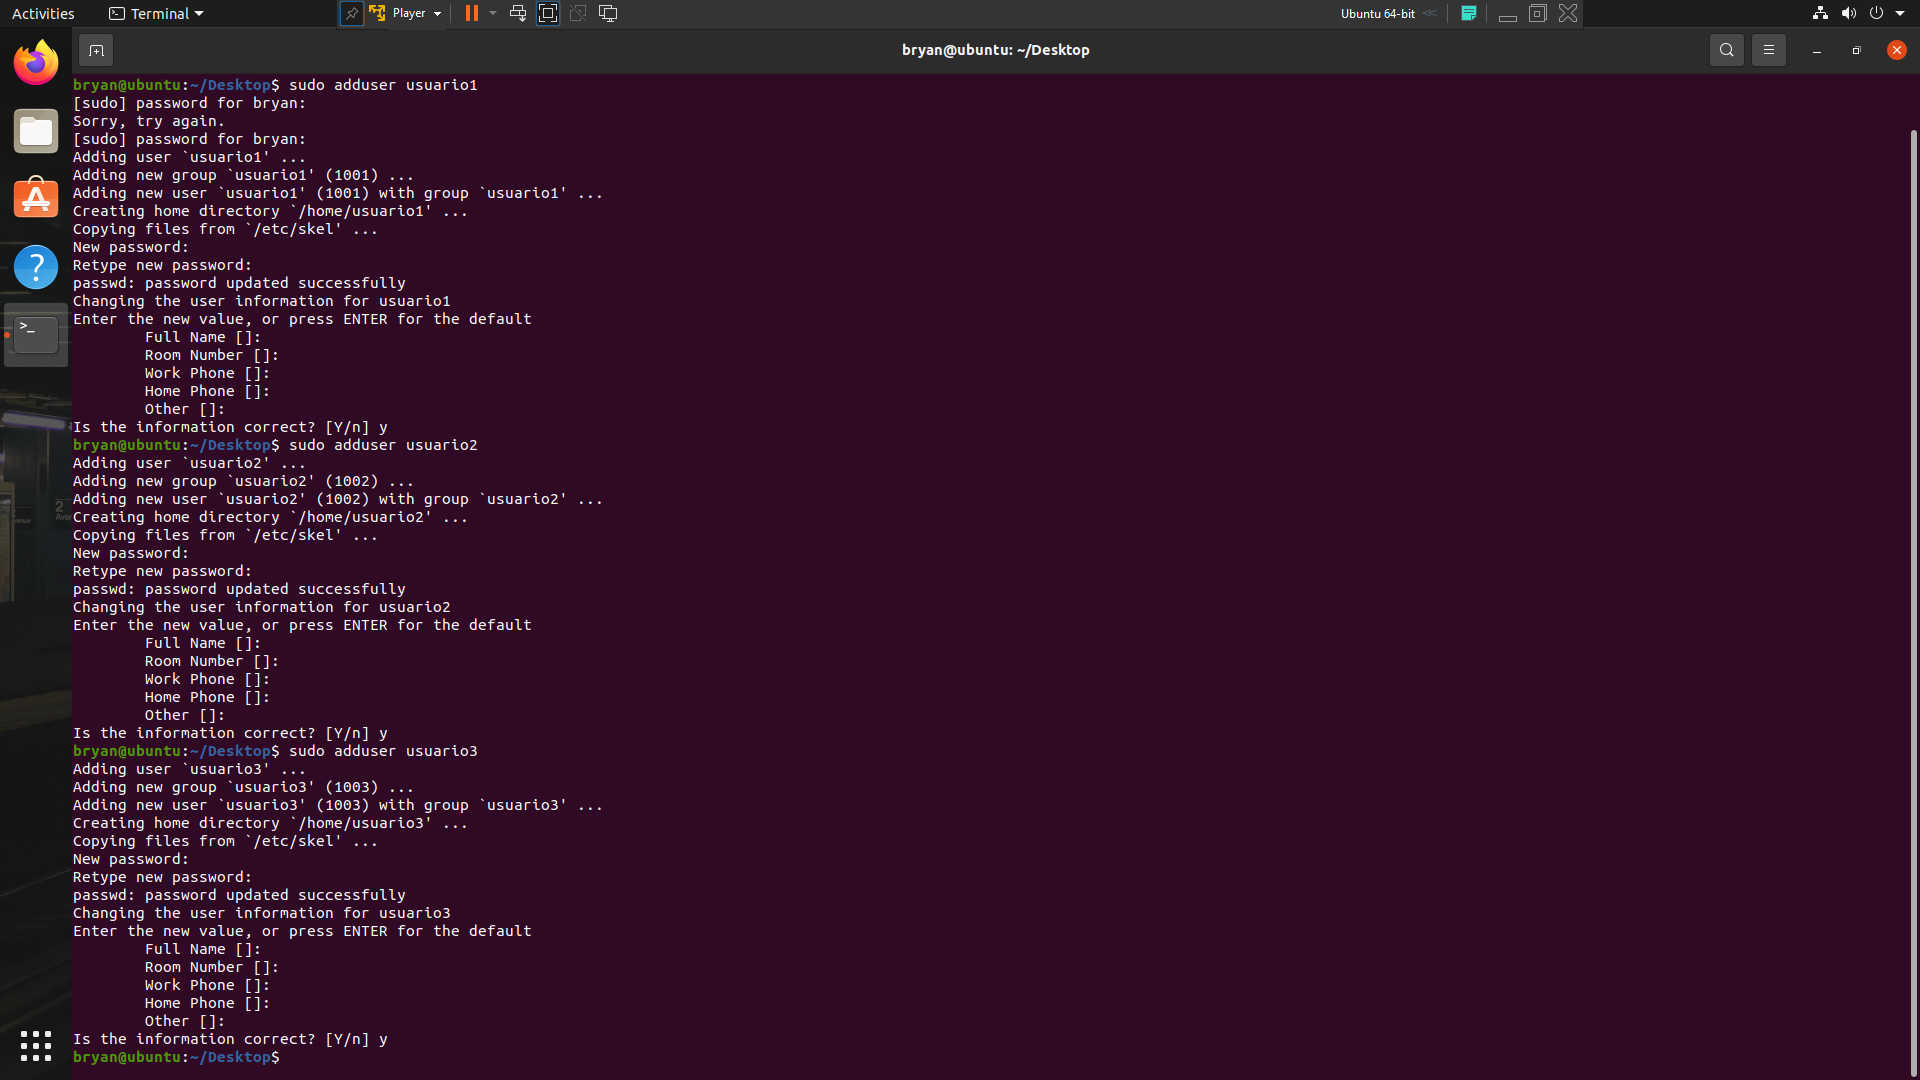 Activities
Terminal
Player
Ubuntu 64-bit
bryan@ubuntu: ~/Desktop
bryan@ubuntu:~/Desktop$ sudo adduser usuario1
[sudo] password for bryan:
Sorry, try again.
[sudo] password for bryan:
Adding user `usuario1' ...
Adding new group `usuario1' (1001) ...
Adding new user `usuario1' (1001) with group `usuario1' ...
Creating home directory `/home/usuario1' ...
Copying files from `/etc/skel' ...
New password:
Retype new password:
passwd: password updated successfully
Changing the user information for usuario1
Enter the new value, or press ENTER for the default
Full Name []:
Room Number []:
Work Phone []:
Home Phone []:
Other []:
Is the information correct? [Y/n] y
bryan@ubuntu:~/Desktop$ sudo adduser usuario2
Adding user `usuario2' ...
Adding new group `usuario2' (1002) ...
Adding new user `usuario2' (1002) with group `usuario2' ...
Creating home directory `/home/usuario2' ...
Copying files from `/etc/skel' ...
New password:
Retype new password:
passwd: password updated successfully
Changing the user information for usuario2
Enter the new value, or press ENTER for the default
Full Name []:
Room Number []:
Work Phone []:
Home Phone []:
Other []:
Is the information correct? [Y/n] y
bryan@ubuntu:~/Desktop$ sudo adduser usuario3
Adding user `usuario3' ...
Adding new group `usuario3' (1003) ...
Adding new user `usuario3' (1003) with group `usuario3' ...
Creating home directory `/home/usuario3' ...
Copying files from `/etc/skel' ...
New password:
Retype new password:
passwd: password updated successfully
Changing the user information for usuario3
Enter the new value, or press ENTER for the default
Full Name []:
Room Number []:
Work Phone []:
Home Phone []:
Other []:
Is the information correct? [Y/n] y
bryan@ubuntu:~/Desktop$